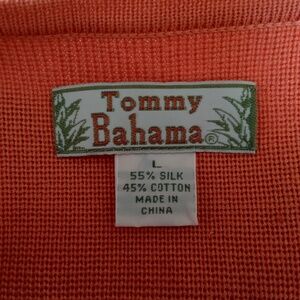 Tommy
Bahama®
L
55% SILK
45% COTTON
MADE IN
CHINA